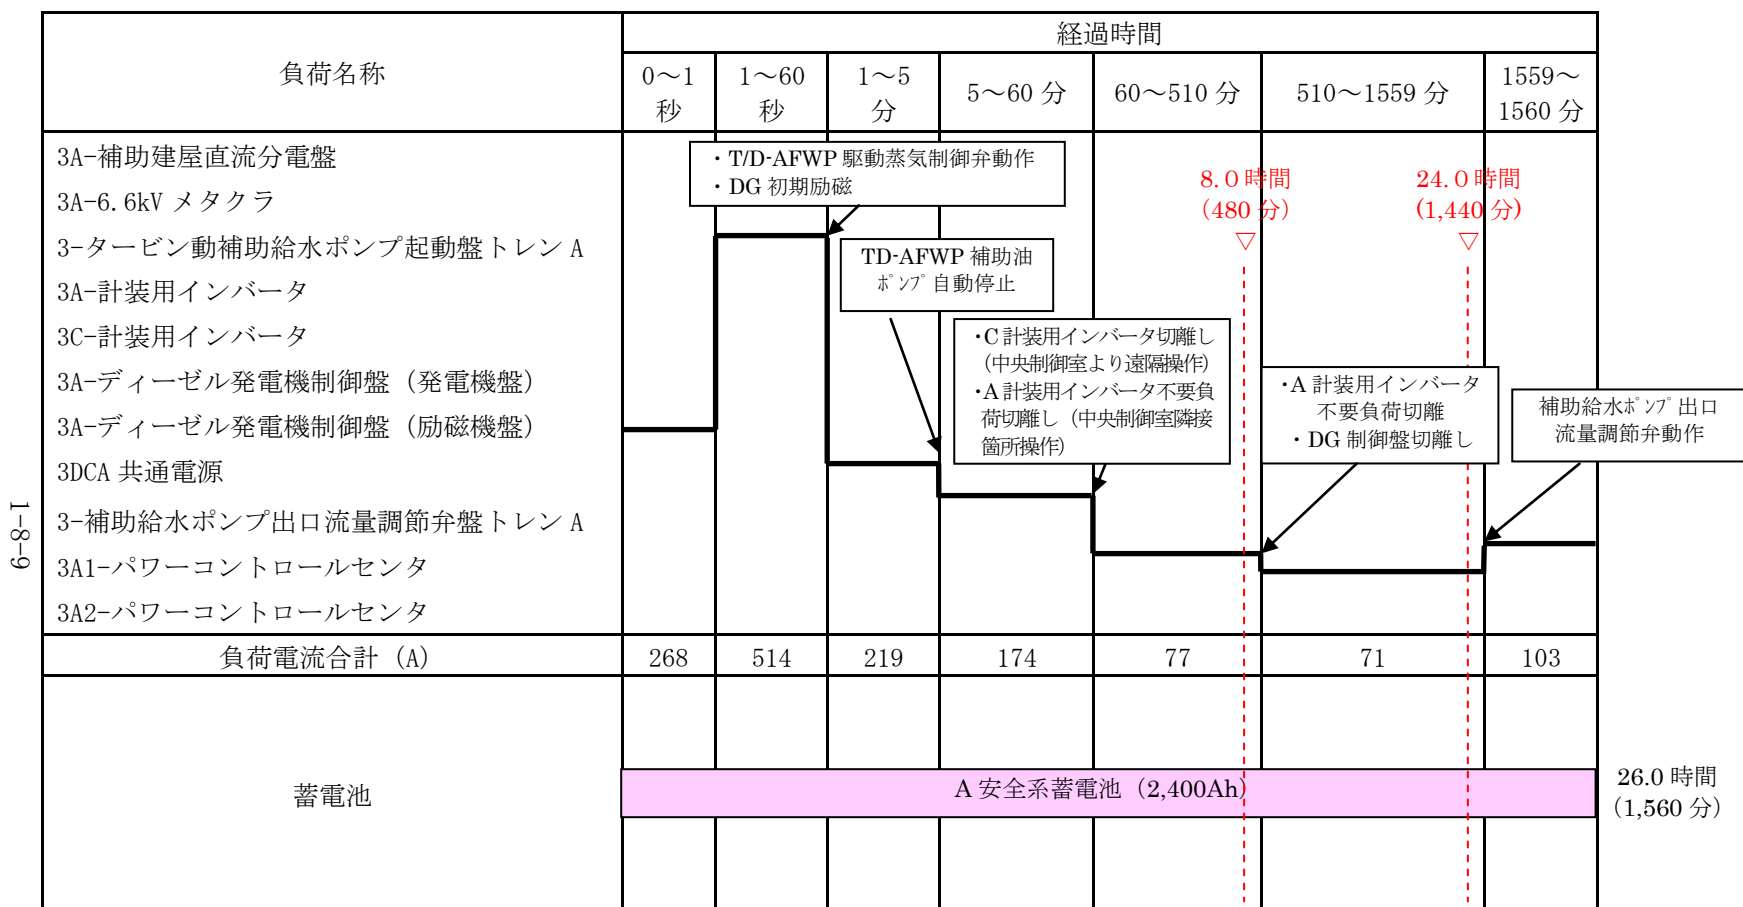 負荷名称
経過時間
0～1
秒
1～60
秒
1～5
分
5～60 分
60～510 分
510～1559 分
1559～
1560 分
3A-補助建屋直流分電盤
3A-6.6kV メタクラ
3-タービン動補助給水ポンプ起動盤トレン A
3A-計装用インバータ
3C-計装用インバータ
3A-ディーゼル発電機制御盤（発電機盤）
3A-ディーゼル発電機制御盤（励磁機盤）
3DCA 共通電源
3-補助給水ポンプ出口流量調節弁盤トレン A
3A1-パワーコントロールセンタ
3A2-パワーコントロールセンタ
・T/D-AFWP 駆動蒸気制御弁動作
・DG 初期励磁
TD-AFWP 補助油
ﾎﾟﾝﾌﾟ自動停止
・C 計装用インバータ切離し
（中央制御室より遠隔操作）
・A 計装用インバータ不要負
荷切離し（中央制御室隣接
箇所操作）
8.0 時間
（480 分）
▽
24.0 時間
（1,440 分）
▽
・A 計装用インバータ
不要負荷切離
・DG 制御盤切離し
補助給水ﾎﾟﾝﾌﾟ出口
流量調節弁動作
負荷電流合計（A）
268
514
219
174
77
71
103
蓄電池
A 安全系蓄電池（2,400Ah）
26.0 時間
（1,560 分）
1-8-9